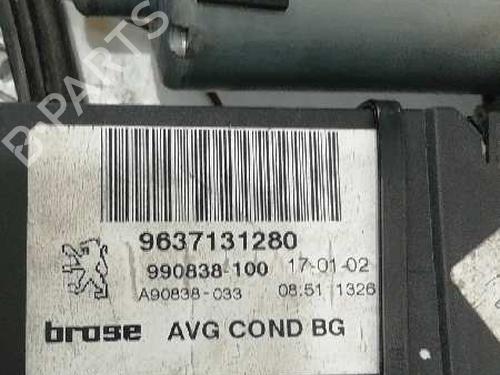 B-PARTS
9637131280
990838-100 17-01-02
A90838-033 08:51 1326
brose AVG COND BG